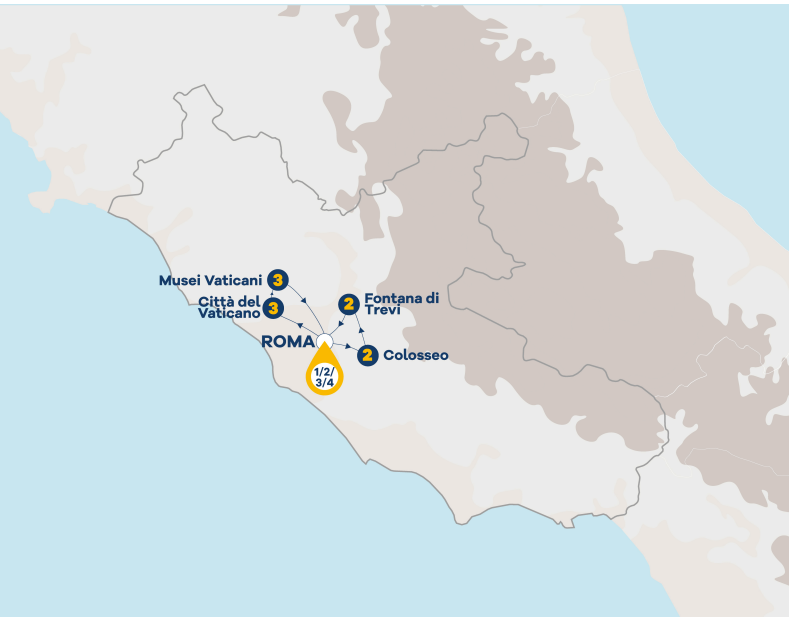 Musei Vaticani
3
Città del
Vaticano
3
2
Fontana di
Trevi
ROMA
2
Colosseo
1/2/
3/4